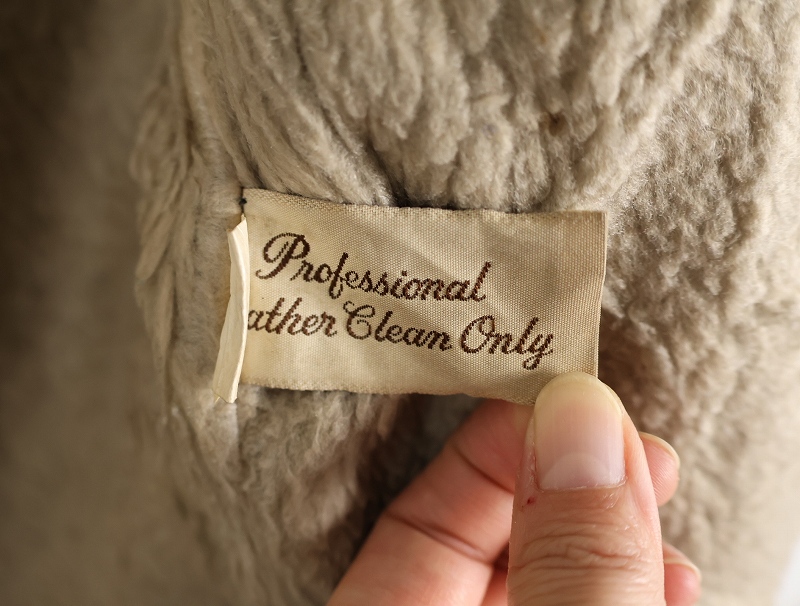 Professional
ather Clean Only